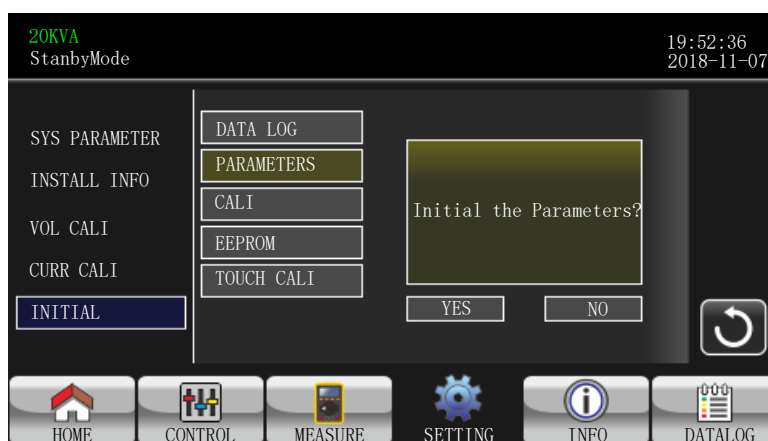 20KVA
StanbyMode
19:52:36
2018-11-07
SYS PARAMETER
INSTALL INFO
VOL CALI
CURR CALI
INITIAL
DATA LOG
PARAMETERS
CALI
EEPROM
TOUCH CALI
Initial the Parameters?
YES
NO
HOME
CONTROL
MEASURE
SETTING
INFO
DATALOG